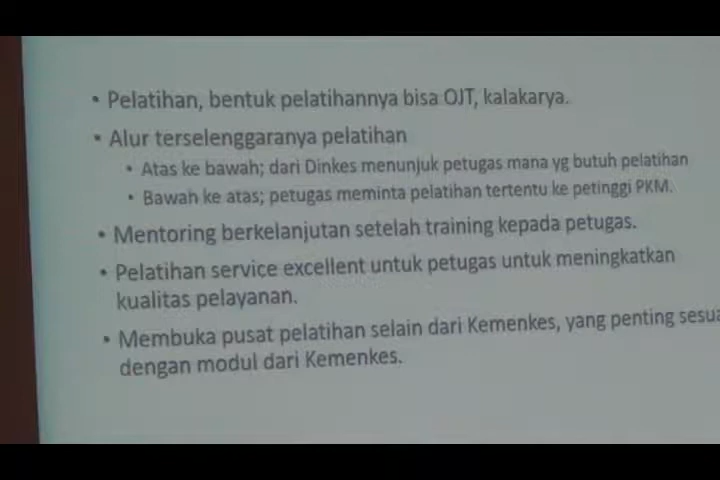 • Pelatihan, bentuk pelatihannya bisa OJT, kalakarya.
• Alur terselenggaranya pelatihan
• Atas ke bawah; dari Dinkes menunjuk petugas mana yg butuh pelatihan
• Bawah ke atas; petugas meminta pelatihan tertentu ke petinggi PKM.
• Mentoring berkelanjutan setelah training kepada petugas.
• Pelatihan service excellent untuk petugas untuk meningkatkan
kualitas pelayanan.
• Membuka pusat pelatihan selain dari Kemenkes, yang penting sesua
dengan modul dari Kemenkes.